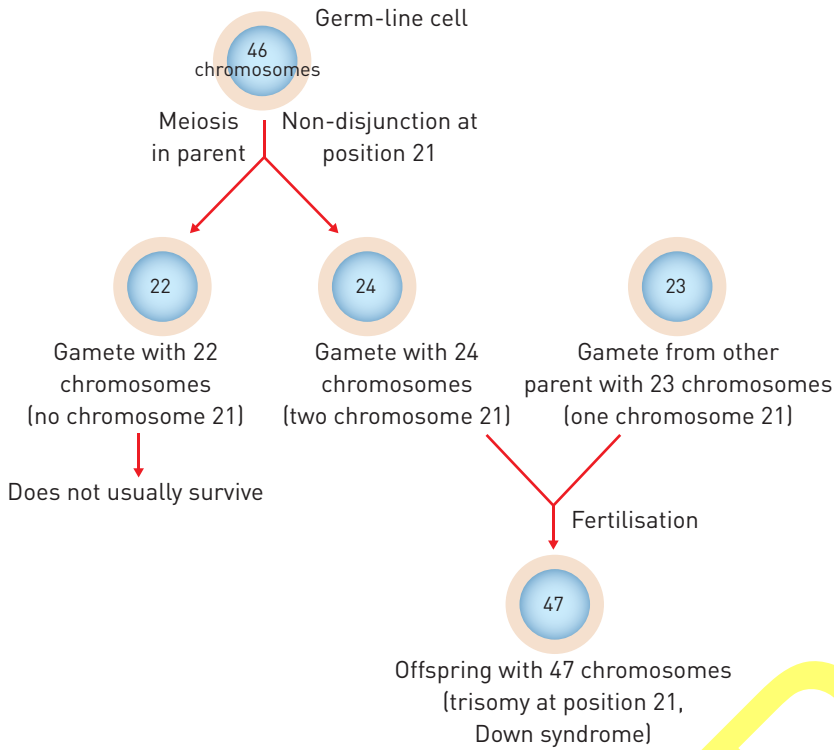 Germ-line cell
46
chromosomes
Meiosis
in parent
Non-disjunction at
position 21
22
24
23
Gamete with 22
chromosomes
(no chromosome 21)
Gamete with 24
chromosomes
(two chromosome 21)
Gamete from other
parent with 23 chromosomes
(one chromosome 21)
Does not usually survive
Fertilisation
47
Offspring with 47 chromosomes
(trisomy at position 21,
Down syndrome)